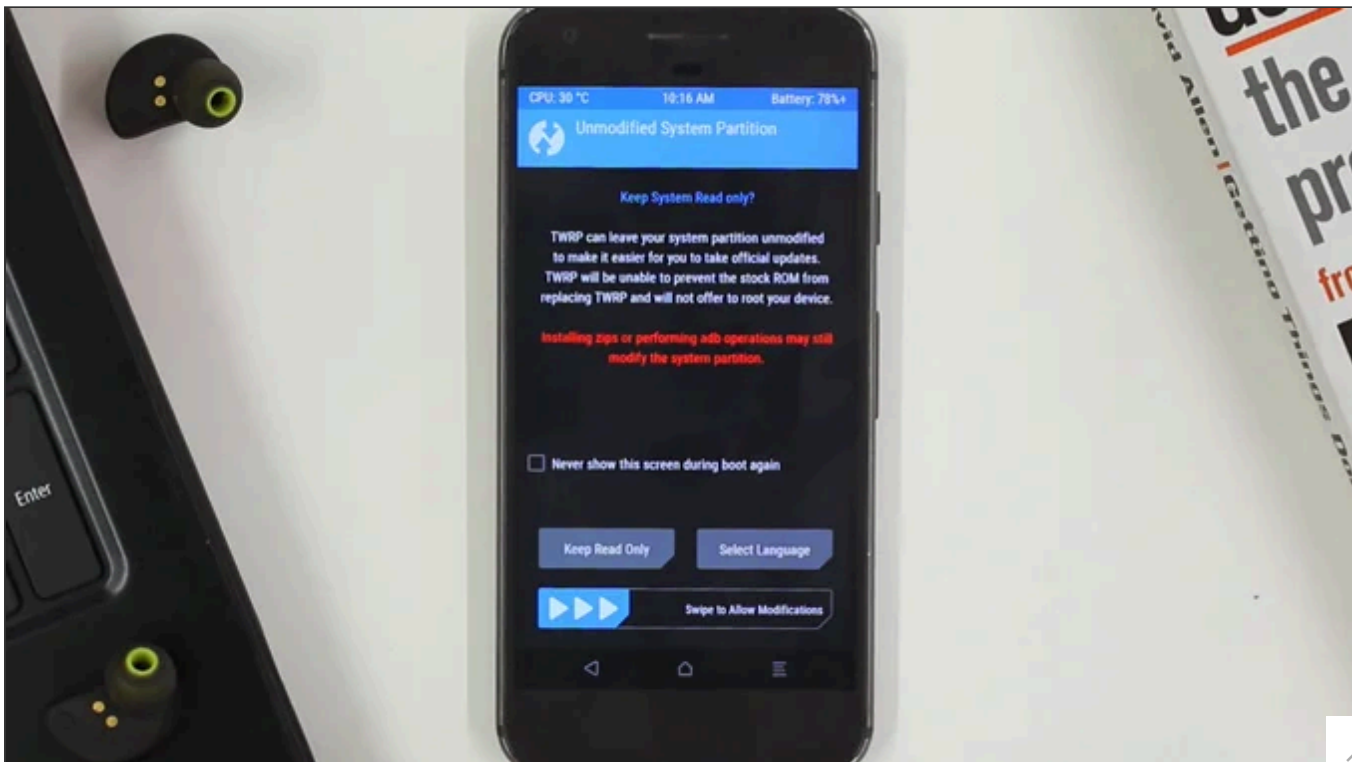 CPU: 30 °C 10:16 AM Battery: 78%+
Unmodified System Partition
Keep System Read only?
TWRP can leave your system partition unmodified
to make it easier for you to take official updates.
TWRP will be unable to prevent the stock ROM from
replacing TWRP and will not offer to root your device.
Installing zips or performing adb operations may still
modify the system partition.
Never show this screen during boot again
Keep Read Only
Select Language
Swipe to Allow Modifications
Enter
the
Allen | Getting Things